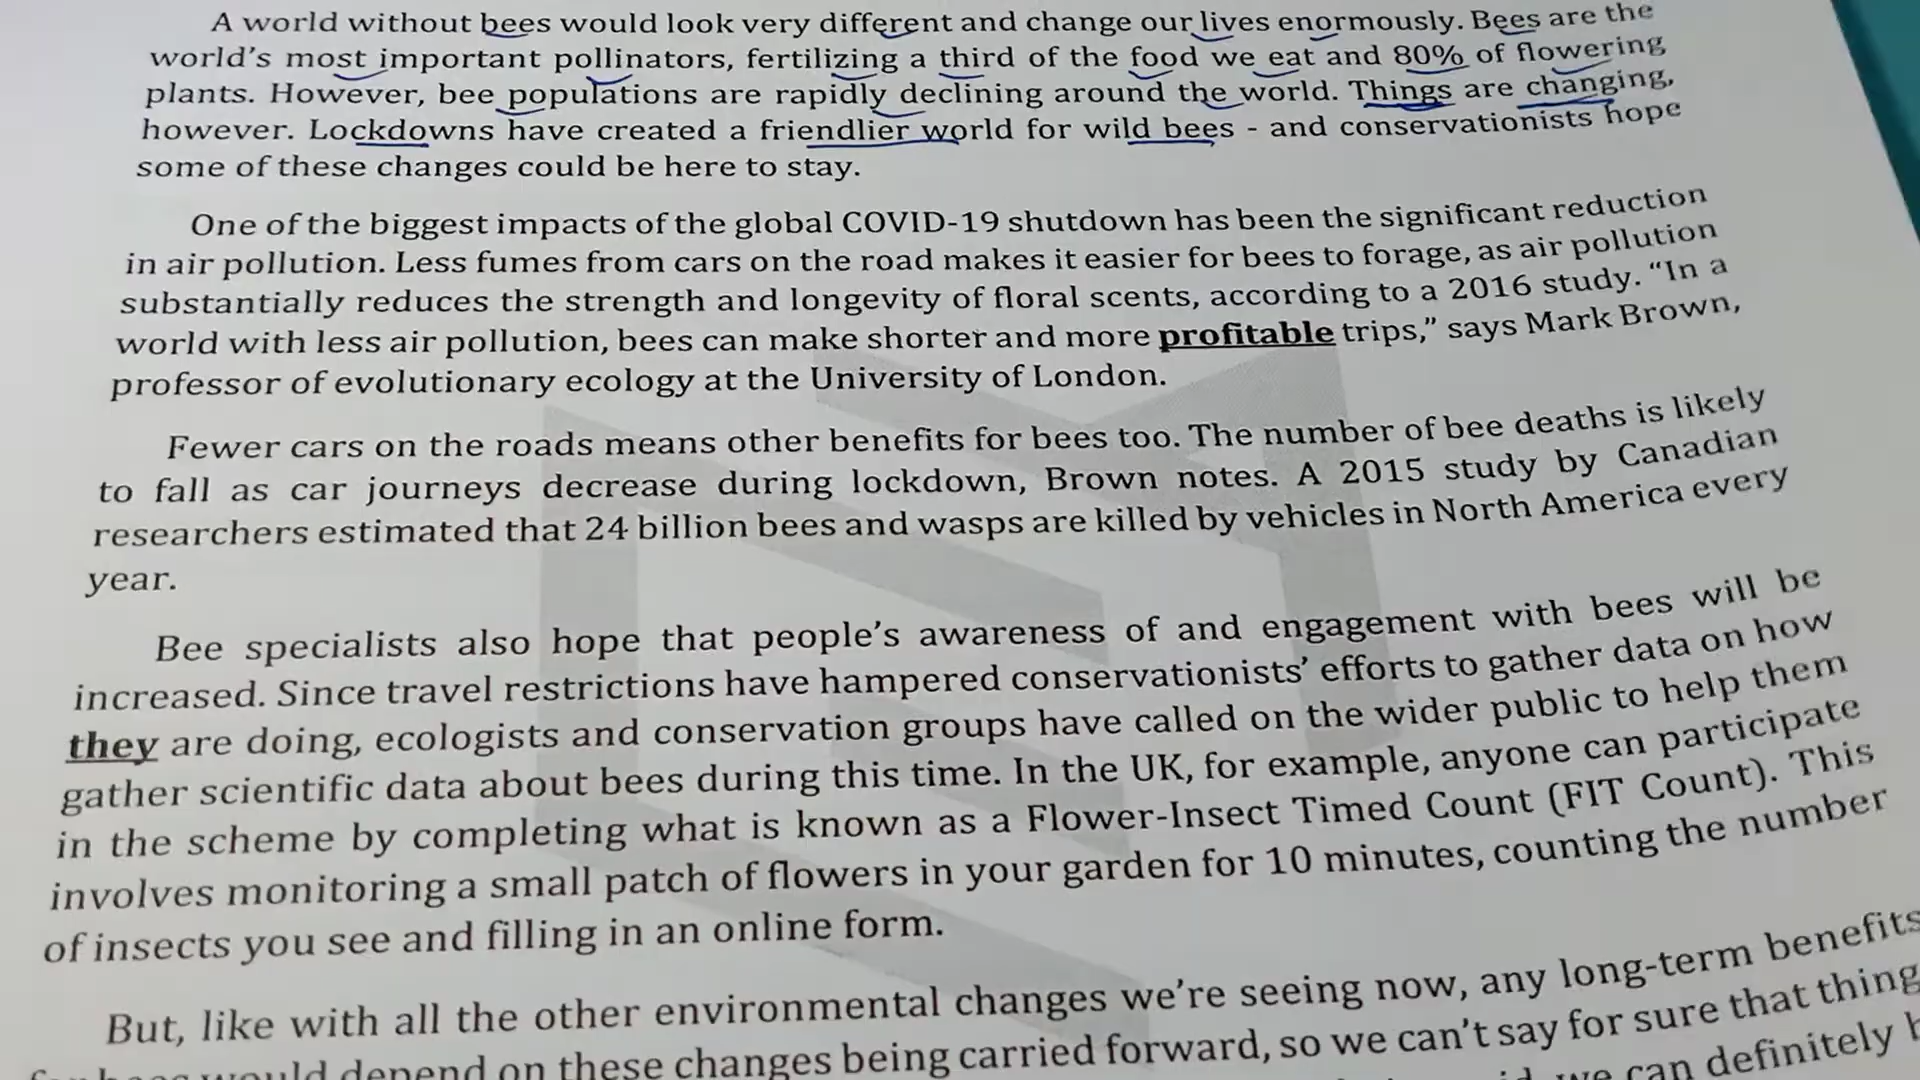 A world without bees would look very different and change our lives enormously. Bees are the
world's most important pollinators, fertilizing a third of the food we eat and 80% of flowering
plants. However, bee populations are rapidly declining around the world. Things are changing,
however. Lockdowns have created a friendlier world for wild bees - and conservationists hope
some of these changes could be here to stay.
One of the biggest impacts of the global COVID-19 shutdown has been the significant reduction
in air pollution. Less fumes from cars on the road makes it easier for bees to forage, as air pollution
substantially reduces the strength and longevity of floral scents, according to a 2016 study. “In a
world with less air pollution, bees can make shorter and more profitable trips,” says Mark Brown,
professor of evolutionary ecology at the University of London.
Fewer cars on the roads means other benefits for bees too. The number of bee deaths is likely
to fall as car journeys decrease during lockdown, Brown notes. A 2015 study by Canadian
researchers estimated that 24 billion bees and wasps are killed by vehicles in North America every
year.
Bee specialists also hope that people’s awareness of and engagement with bees will be
increased. Since travel restrictions have hampered conservationists’ efforts to gather data on how
they are doing, ecologists and conservation groups have called on the wider public to help them
gather scientific data about bees during this time. In the UK, for example, anyone can participate
in the scheme by completing what is known as a Flower-Insect Timed Count (FIT Count). This
involves monitoring a small patch of flowers in your garden for 10 minutes, counting the number
of insects you see and filling in an online form.
But, like with all the other environmental changes we’re seeing now, any long-term benefits
would depend on these changes being carried forward, so we can’t say for sure that thing
we can definitely